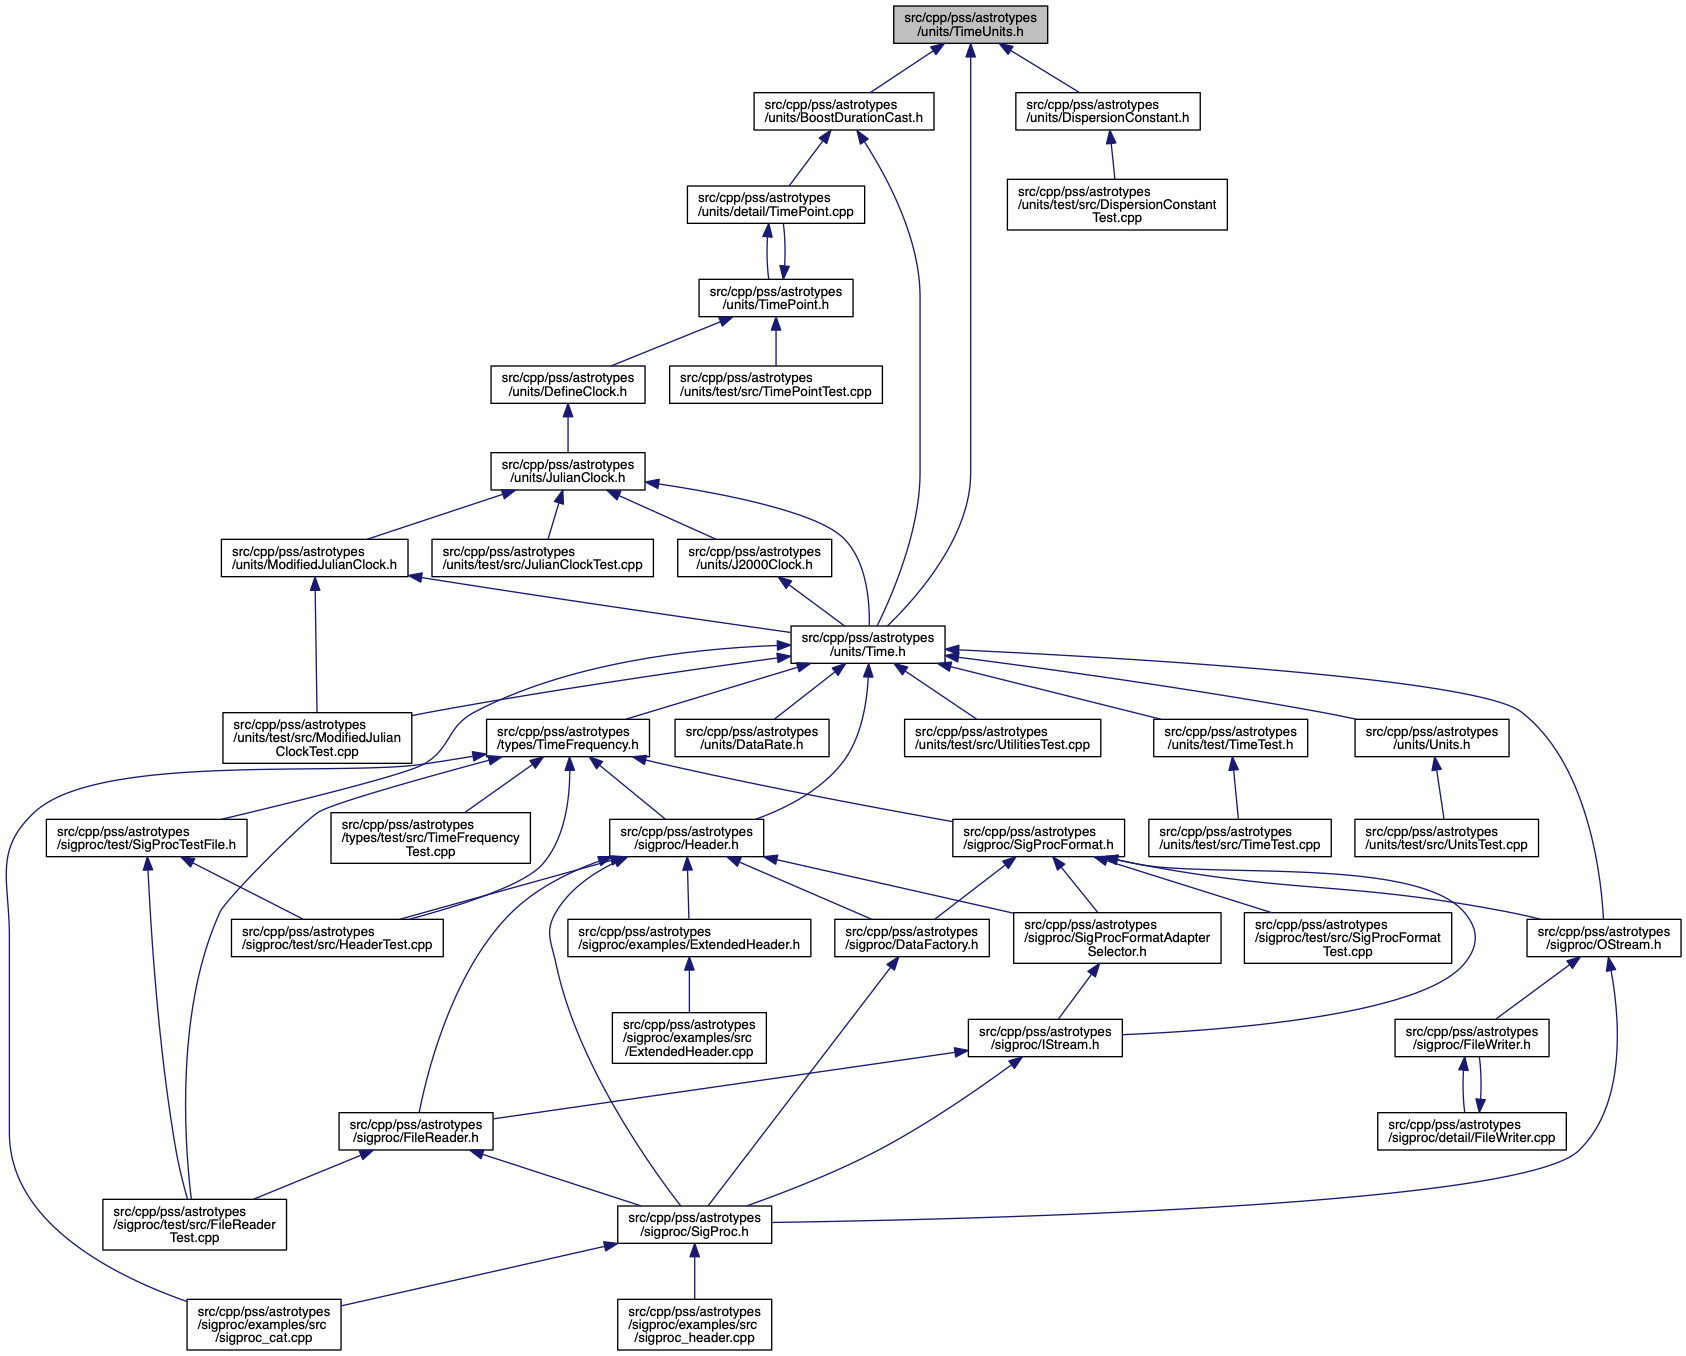 src/cpp/pss/astrotypes
/units/TimeUnits.h
src/cpp/pss/astrotypes
/units/BoostDurationCast.h
src/cpp/pss/astrotypes
/units/DispersionConstant.h
src/cpp/pss/astrotypes
/units/detail/TimePoint.cpp
src/cpp/pss/astrotypes
/units/test/src/DispersionConstant
Test.cpp
src/cpp/pss/astrotypes
/units/TimePoint.h
src/cpp/pss/astrotypes
/units/DefineClock.h
src/cpp/pss/astrotypes
/units/test/src/TimePointTest.cpp
src/cpp/pss/astrotypes
/units/JulianClock.h
src/cpp/pss/astrotypes
/units/ModifiedJulianClock.h
src/cpp/pss/astrotypes
/units/test/src/JulianClockTest.cpp
src/cpp/pss/astrotypes
/units/J2000Clock.h
src/cpp/pss/astrotypes
/units/Time.h
src/cpp/pss/astrotypes
/units/test/src/ModifiedJulian
ClockTest.cpp
src/cpp/pss/astrotypes
/types/TimeFrequency.h
src/cpp/pss/astrotypes
/units/DataRate.h
src/cpp/pss/astrotypes
/units/test/src/UtilitiesTest.cpp
src/cpp/pss/astrotypes
/units/test/TimeTest.h
src/cpp/pss/astrotypes
/units/Units.h
src/cpp/pss/astrotypes
/sigproc/test/SigProcTestFile.h
src/cpp/pss/astrotypes
/types/test/src/TimeFrequency
Test.cpp
src/cpp/pss/astrotypes
/sigproc/Header.h
src/cpp/pss/astrotypes
/sigproc/SigProcFormat.h
src/cpp/pss/astrotypes
/units/test/src/TimeTest.cpp
src/cpp/pss/astrotypes
/units/test/src/UnitsTest.cpp
src/cpp/pss/astrotypes
/sigproc/test/src/HeaderTest.cpp
src/cpp/pss/astrotypes
/sigproc/examples/ExtendedHeader.h
src/cpp/pss/astrotypes
/sigproc/DataFactory.h
src/cpp/pss/astrotypes
/sigproc/SigProcFormatAdapter
Selector.h
src/cpp/pss/astrotypes
/sigproc/test/src/SigProcFormat
Test.cpp
src/cpp/pss/astrotypes
/sigproc/OStream.h
src/cpp/pss/astrotypes
/sigproc/examples/src
/ExtendedHeader.cpp
src/cpp/pss/astrotypes
/sigproc/IStream.h
src/cpp/pss/astrotypes
/sigproc/FileWriter.h
src/cpp/pss/astrotypes
/sigproc/FileReader.h
src/cpp/pss/astrotypes
/sigproc/detail/FileWriter.cpp
src/cpp/pss/astrotypes
/sigproc/test/src/FileReader
Test.cpp
src/cpp/pss/astrotypes
/sigproc/SigProc.h
src/cpp/pss/astrotypes
/sigproc/examples/src
/sigproc_cat.cpp
src/cpp/pss/astrotypes
/sigproc/examples/src
/sigproc_header.cpp